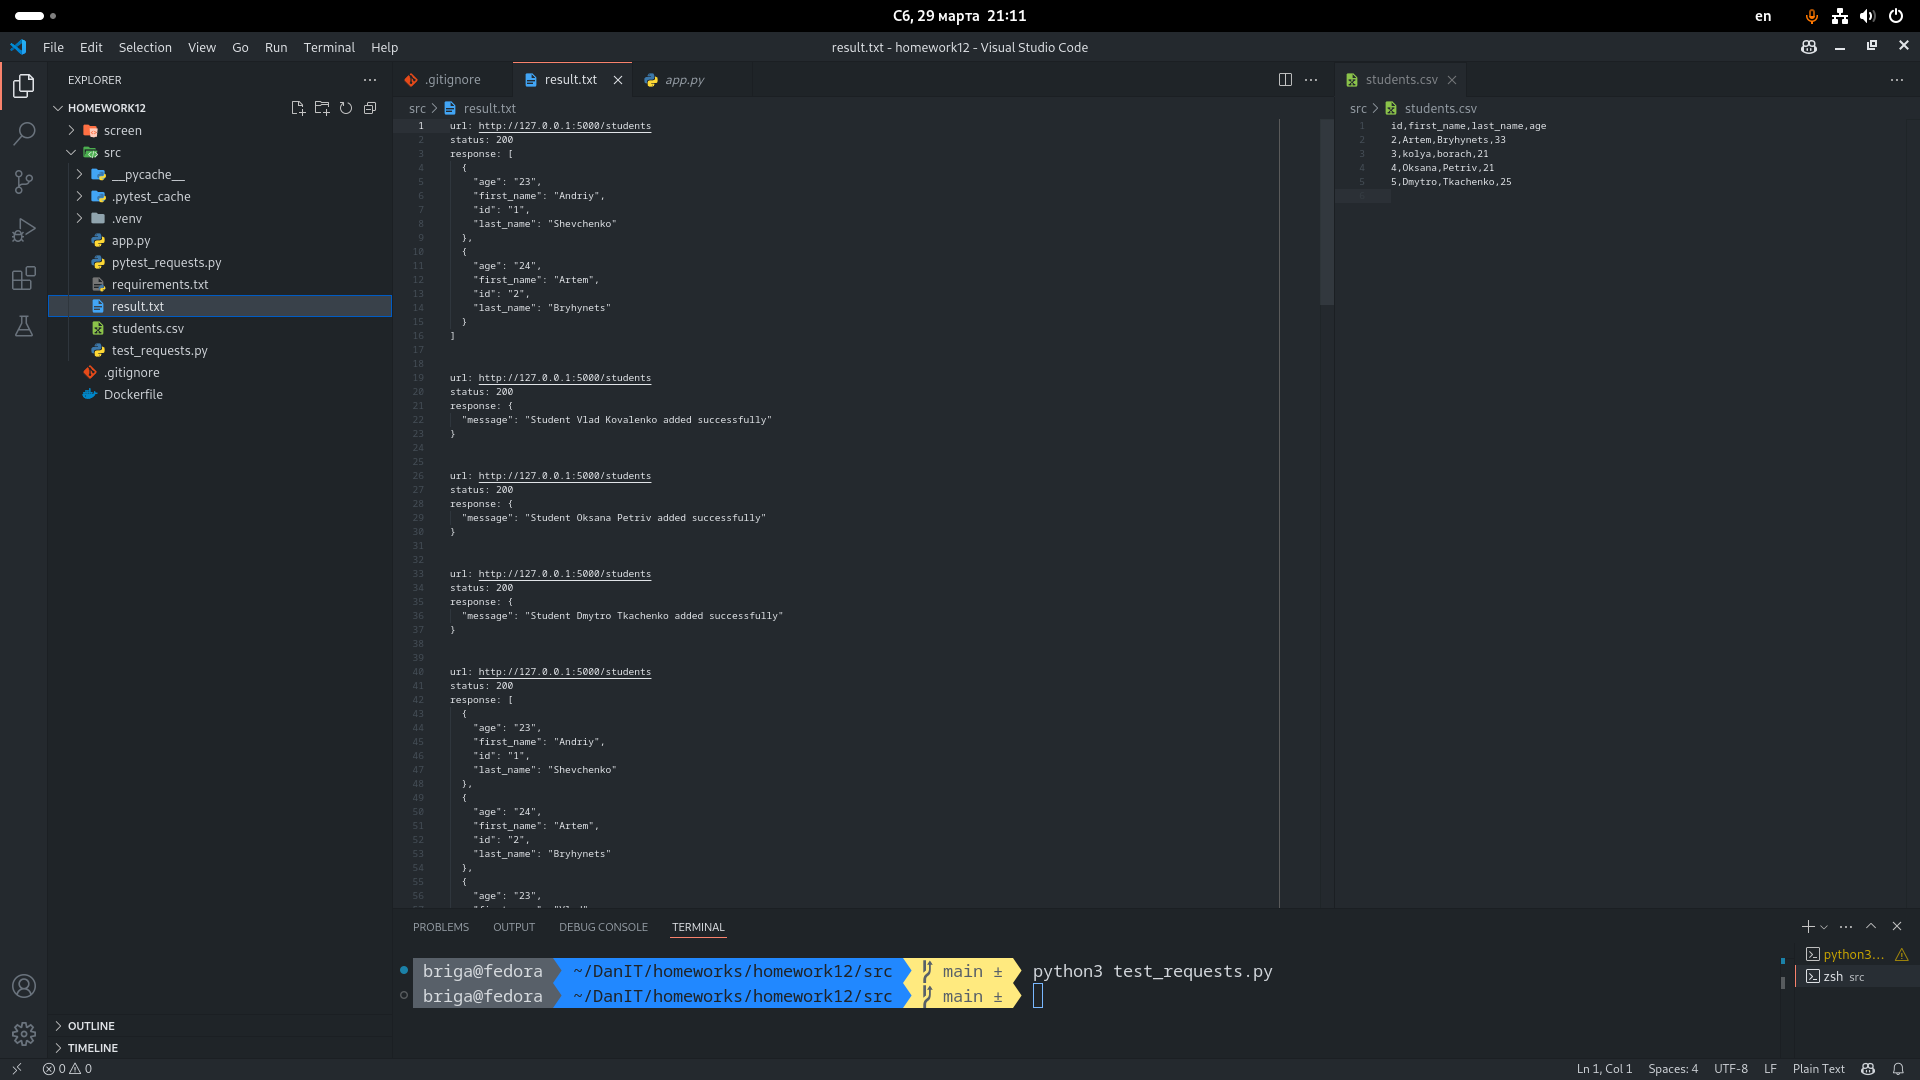 Сб, 29 марта 21:11
en
File Edit Selection View Go Run Terminal Help
result.txt - homework12 - Visual Studio Code
EXPLORER
HOMEWORK12
screen
src
__pycache__
.pytest_cache
.venv
app.py
pytest_requests.py
requirements.txt
result.txt
students.csv
test_requests.py
.gitignore
Dockerfile
OUTLINE
TIMELINE
.gitignore
result.txt
app.py
src > result.txt
1 url: http://127.0.0.1:5000/students
2 status: 200
3 response: [
4 {
5 "age": "23",
6 "first_name": "Andriy",
7 "id": "1",
8 "last_name": "Shevchenko"
9 },
10 {
11 "age": "24",
12 "first_name": "Artem",
13 "id": "2",
14 "last_name": "Bryhynets"
15 }
16 ]
17
18
19 url: http://127.0.0.1:5000/students
20 status: 200
21 response: {
22 "message": "Student Vlad Kovalenko added successfully"
23 }
24
25
26 url: http://127.0.0.1:5000/students
27 status: 200
28 response: {
29 "message": "Student Oksana Petriv added successfully"
30 }
31
32
33 url: http://127.0.0.1:5000/students
34 status: 200
35 response: {
36 "message": "Student Dmytro Tkachenko added successfully"
37 }
38
39
40 url: http://127.0.0.1:5000/students
41 status: 200
42 response: [
43 {
44 "age": "23",
45 "first_name": "Andriy",
46 "id": "1",
47 "last_name": "Shevchenko"
48 },
49 {
50 "age": "24",
51 "first_name": "Artem",
52 "id": "2",
53 "last_name": "Bryhynets"
54 },
55 {
56 "age": "23",
students.csv
src > students.csv
1 id,first_name,last_name,age
2 2,Artem,Bryhynets,33
3 3,kolya,borach,21
4 4,Oksana,Petriv,21
5 5,Dmytro,Tkachenko,25
6
PROBLEMS OUTPUT DEBUG CONSOLE TERMINAL
briga@fedora ~/DanIT/homeworks/homework12/src main ± python3 test_requests.py
briga@fedora ~/DanIT/homeworks/homework12/src main ±
python3...
zsh src
0 0
Ln 1, Col 1 Spaces: 4 UTF-8 LF Plain Text